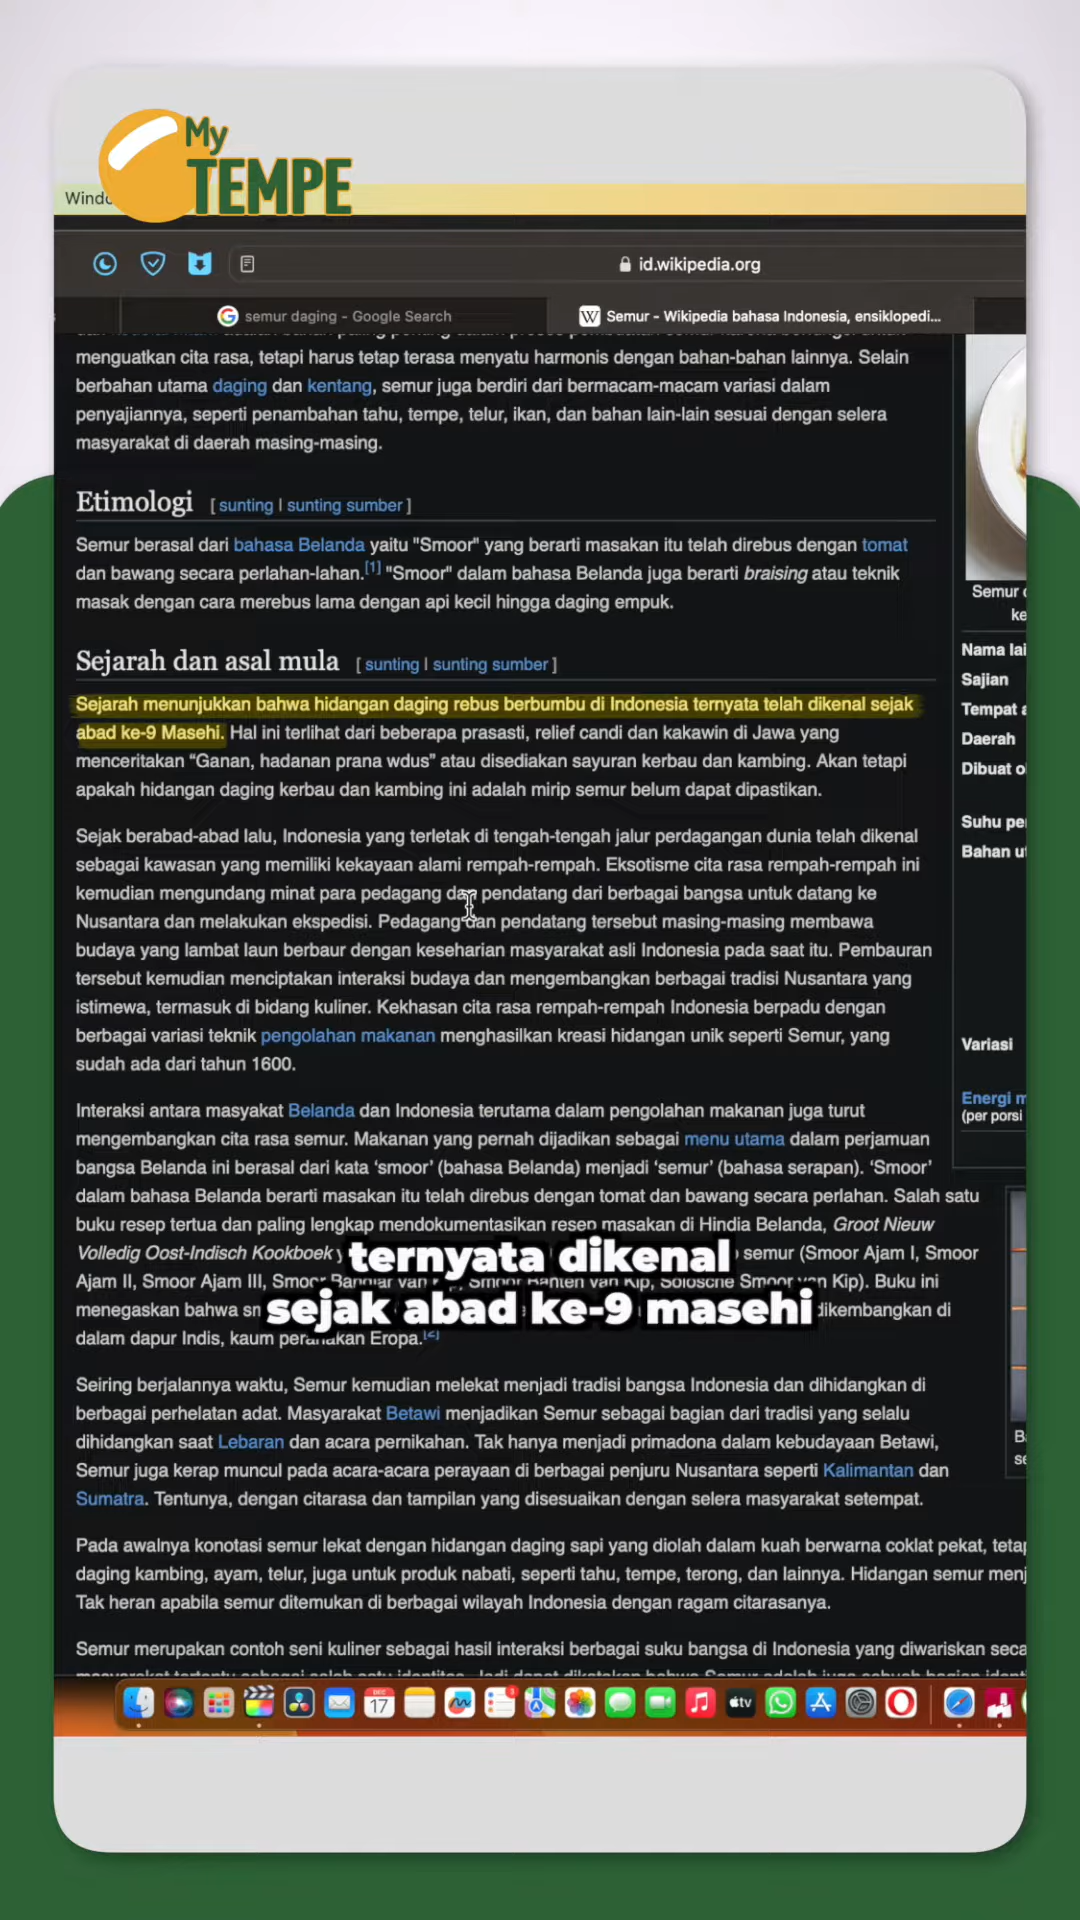 My
TEMPE
id.wikipedia.org
semur daging - Google Search
Semur - Wikipedia bahasa Indonesia, ensiklopedi...
menguatkan cita rasa, tetapi harus tetap terasa menyatu harmonis dengan bahan-bahan lainnya. Selain
berbahan utama daging dan kentang, semur juga berdiri dari bermacam-macam variasi dalam
penyajiannya, seperti penambahan tahu, tempe, telur, ikan, dan bahan lain-lain sesuai dengan selera
masyarakat di daerah masing-masing.
Etimologi [ sunting | sunting sumber ]
Semur berasal dari bahasa Belanda yaitu "Smoor" yang berarti masakan itu telah direbus dengan tomat
dan bawang secara perlahan-lahan.[1] "Smoor" dalam bahasa Belanda juga berarti braising atau teknik
masak dengan cara merebus lama dengan api kecil hingga daging empuk.
Semur
ke
Sejarah dan asal mula [ sunting | sunting sumber ]
Sejarah menunjukkan bahwa hidangan daging rebus berbumbu di Indonesia ternyata telah dikenal sejak
abad ke-9 Masehi. Hal ini terlihat dari beberapa prasasti, relief candi dan kakawin di Jawa yang
menceritakan “Ganan, hadanan prana wdus” atau disediakan sayuran kerbau dan kambing. Akan tetapi
apakah hidangan daging kerbau dan kambing ini adalah mirip semur belum dapat dipastikan.
Nama lai
Sajian
Tempat a
Daerah
Dibuat o
Suhu pe
Bahan ut
Variasi
Energi m
(per porsi
Sejak berabad-abad lalu, Indonesia yang terletak di tengah-tengah jalur perdagangan dunia telah dikenal
sebagai kawasan yang memiliki kekayaan alami rempah-rempah. Eksotisme cita rasa rempah-rempah ini
kemudian mengundang minat para pedagang dan pendatang dari berbagai bangsa untuk datang ke
Nusantara dan melakukan ekspedisi. Pedagang dan pendatang tersebut masing-masing membawa
budaya yang lambat laun berbaur dengan keseharian masyarakat asli Indonesia pada saat itu. Pembauran
tersebut kemudian menciptakan interaksi budaya dan mengembangkan berbagai tradisi Nusantara yang
istimewa, termasuk di bidang kuliner. Kekhasan cita rasa rempah-rempah Indonesia berpadu dengan
berbagai variasi teknik pengolahan makanan menghasilkan kreasi hidangan unik seperti Semur, yang
sudah ada dari tahun 1600.
Interaksi antara masyakat Belanda dan Indonesia terutama dalam pengolahan makanan juga turut
mengembangkan cita rasa semur. Makanan yang pernah dijadikan sebagai menu utama dalam perjamuan
bangsa Belanda ini berasal dari kata ‘smoor’ (bahasa Belanda) menjadi ‘semur’ (bahasa serapan). ‘Smoor’
dalam bahasa Belanda berarti masakan itu telah direbus dengan tomat dan bawang secara perlahan. Salah satu
buku resep tertua dan paling lengkap mendokumentasikan resep masakan di Hindia Belanda, Groot Nieuw
Volledig Oost-Indisch Kookboek semur (Smoor Ajam I, Smoor
Ajam II, Smoor Ajam III, Smoor Bandjar van Kip, Smoor Banten van Kip, Solosche Smoor van Kip). Buku ini
menegaskan bahwa dikembangkan di
dalam dapur Indis, kaum peranakan Eropa.[2]
ternyata dikenal
sejak abad ke-9 masehi
Seiring berjalannya waktu, Semur kemudian melekat menjadi tradisi bangsa Indonesia dan dihidangkan di
berbagai perhelatan adat. Masyarakat Betawi menjadikan Semur sebagai bagian dari tradisi yang selalu
dihidangkan saat Lebaran dan acara pernikahan. Tak hanya menjadi primadona dalam kebudayaan Betawi,
Semur juga kerap muncul pada acara-acara perayaan di berbagai penjuru Nusantara seperti Kalimantan dan
Sumatra. Tentunya, dengan citarasa dan tampilan yang disesuaikan dengan selera masyarakat setempat.
Pada awalnya konotasi semur lekat dengan hidangan daging sapi yang diolah dalam kuah berwarna coklat pekat, tetap
daging kambing, ayam, telur, juga untuk produk nabati, seperti tahu, tempe, terong, dan lainnya. Hidangan semur menj
Tak heran apabila semur ditemukan di berbagai wilayah Indonesia dengan ragam citarasanya.
Semur merupakan contoh seni kuliner sebagai hasil interaksi berbagai suku bangsa di Indonesia yang diwariskan seca
DEC
17
tv